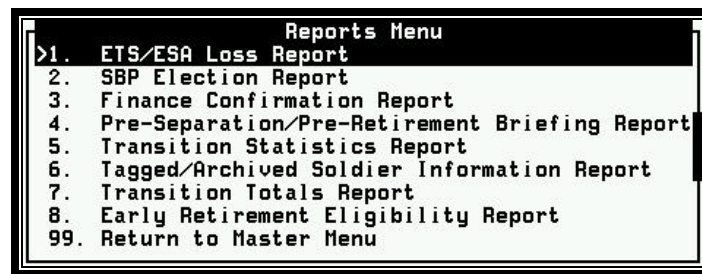 Reports Menu
>1. ETS/ESA Loss Report
2. SBP Election Report
3. Finance Confirmation Report
4. Pre-Separation/Pre-Retirement Briefing Report
5. Transition Statistics Report
6. Tagged/Archived Soldier Information Report
7. Transition Totals Report
8. Early Retirement Eligibility Report
99. Return to Master Menu